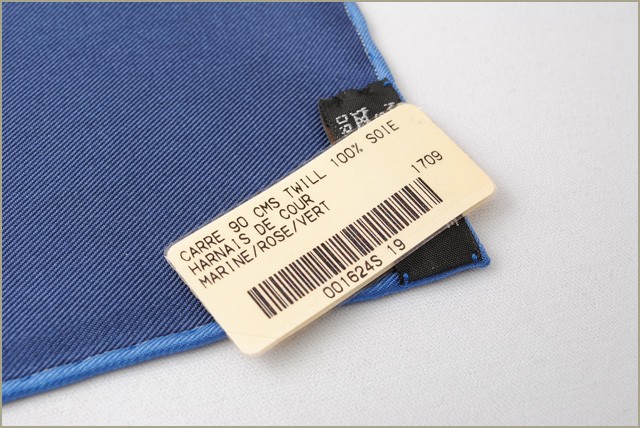 CARRE 90 CMS TWILL 100% SOIE
HARNAIS DE COUR
MARINE/ROSE/VERT
1709
001624S 19